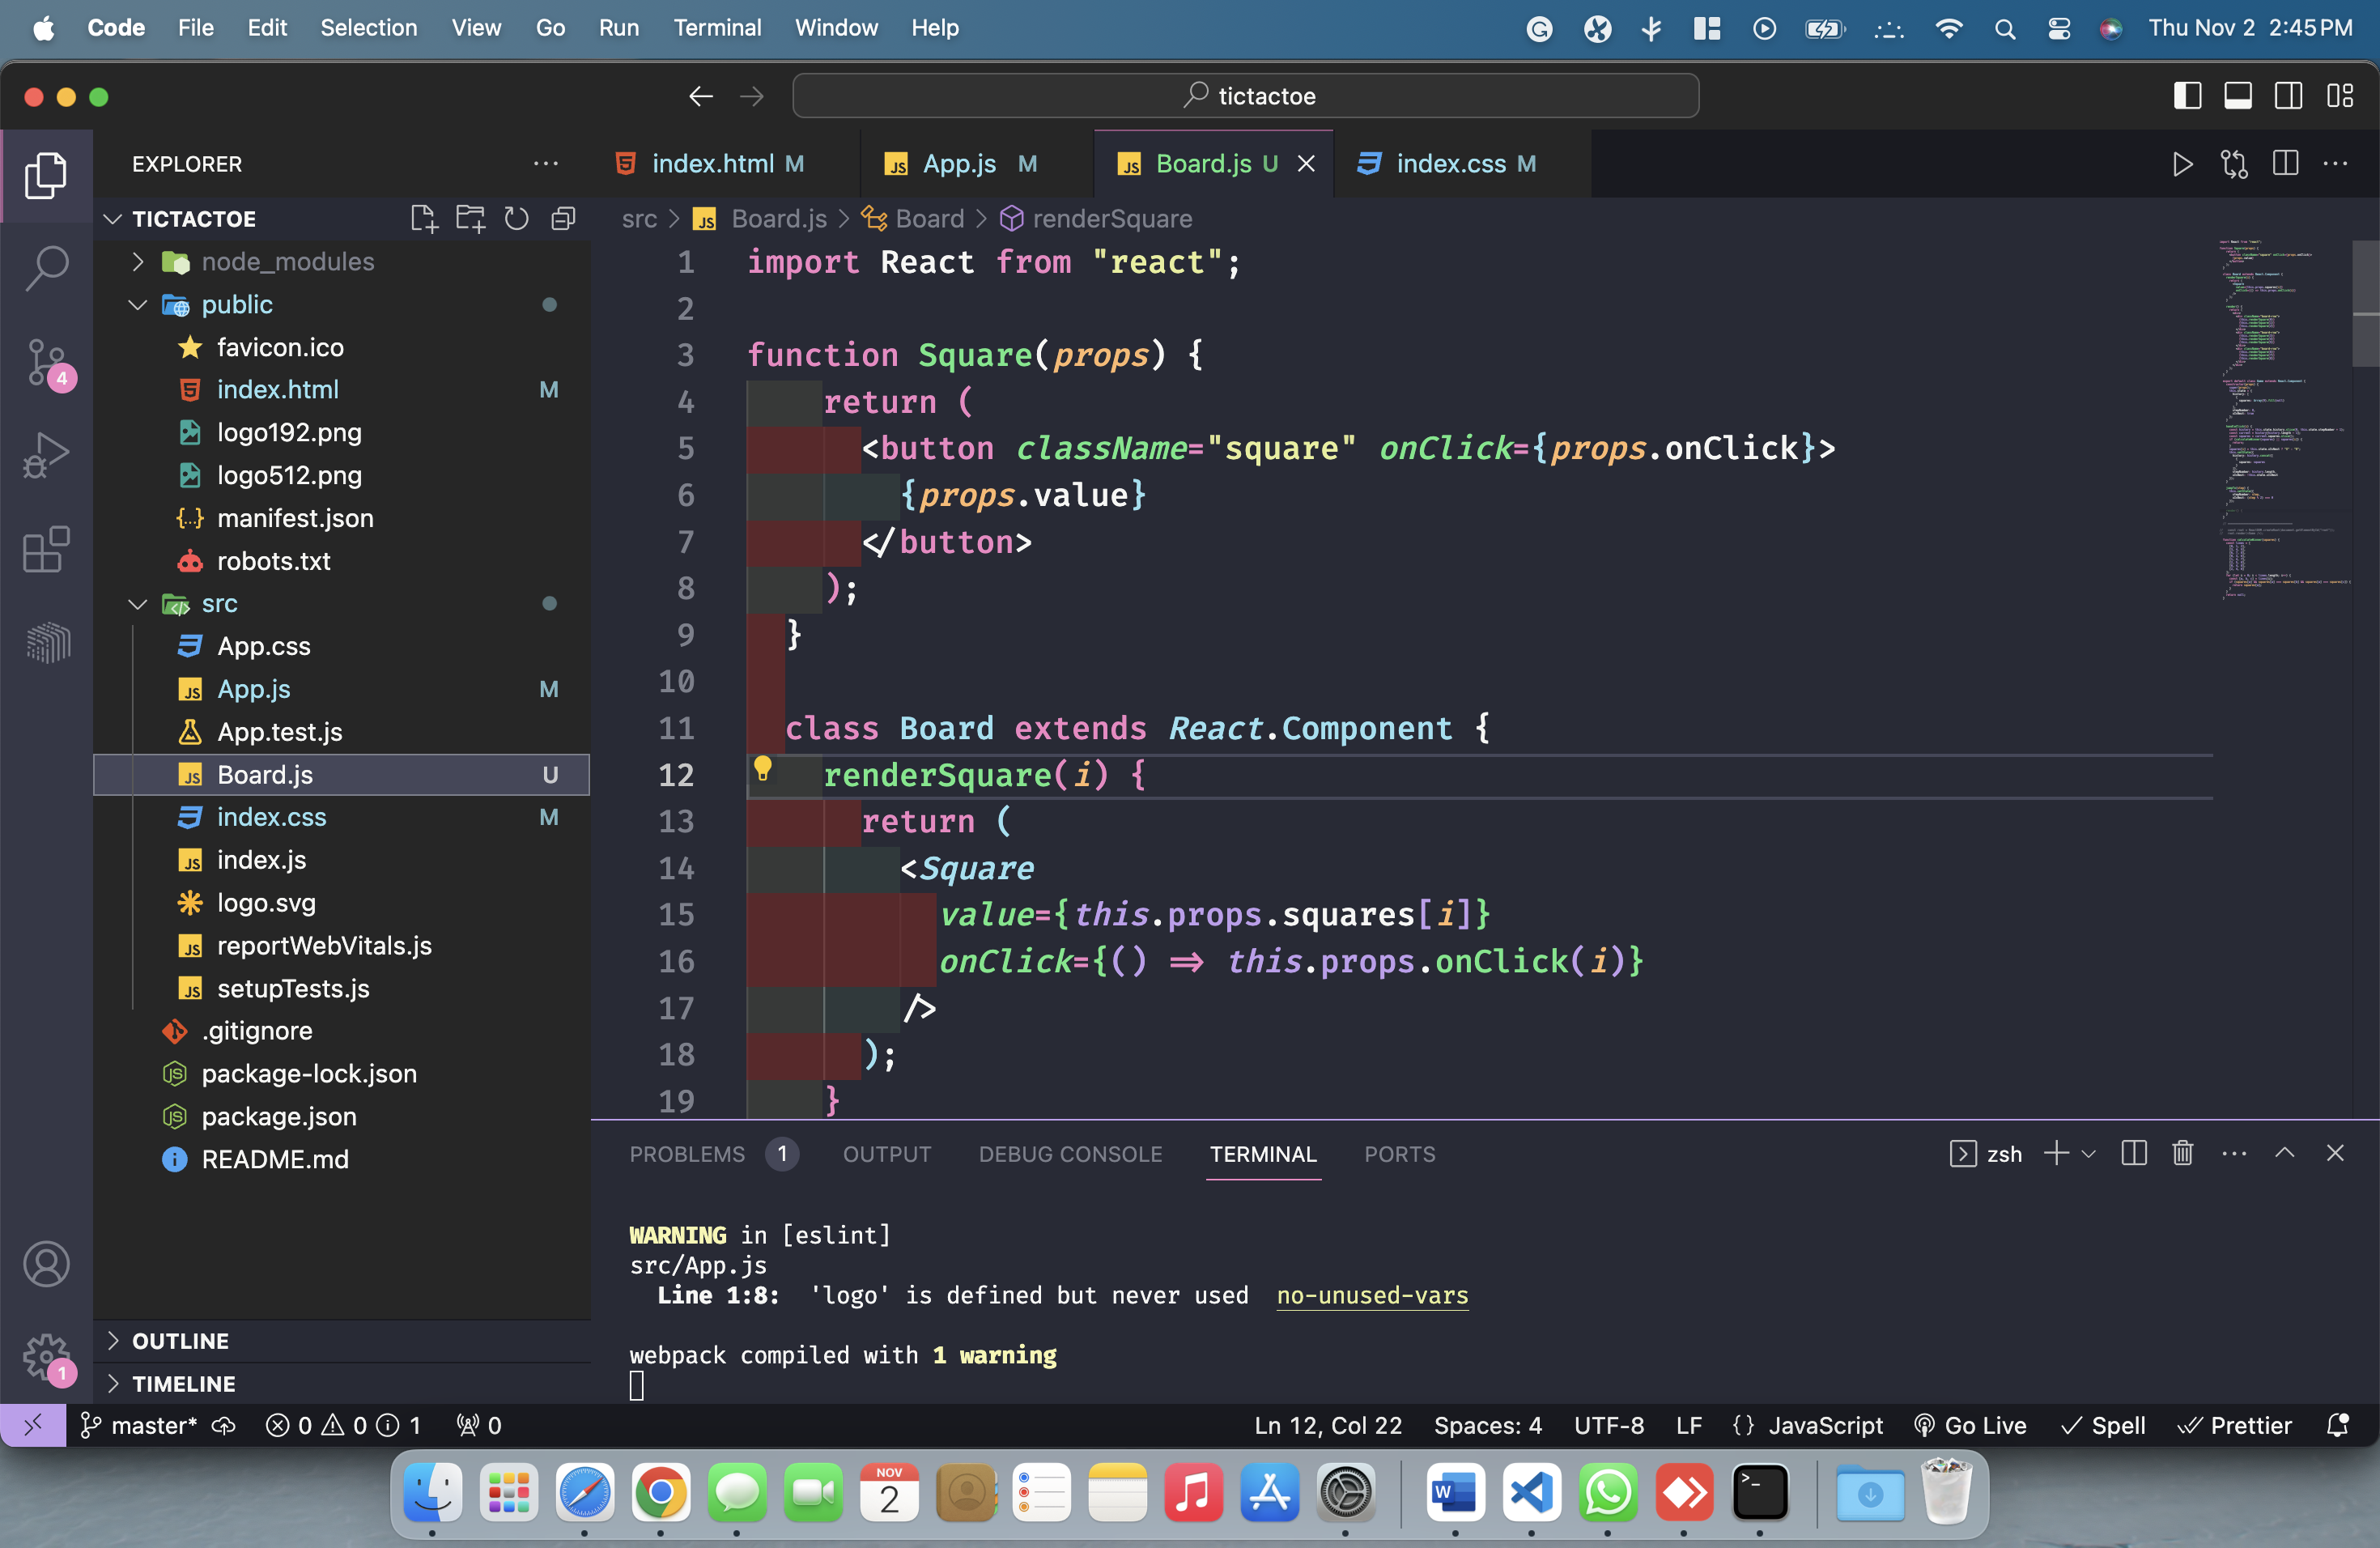 Code File Edit Selection View Go Run Terminal Window Help Thu Nov 2 2:45 PM
tictactoe
EXPLORER
index.html M App.js M Board.js U index.css M
TICTACTOE
src > Board.js > Board > renderSquare
node_modules
public
favicon.ico
index.html M
logo192.png
logo512.png
manifest.json
robots.txt
src
App.css
App.js M
App.test.js
Board.js U
index.css M
index.js
logo.svg
reportWebVitals.js
setupTests.js
.gitignore
package-lock.json
package.json
README.md
OUTLINE
TIMELINE
4
1
1 import React from "react";
2
3 function Square(props) {
4 return (
5 <button className="square" onClick={props.onClick}>
6 {props.value}
7 </button>
8 );
9 }
10
11 class Board extends React.Component {
12 renderSquare(i) {
13 return (
14 <Square
15 value={this.props.squares[i]}
16 onClick={() => this.props.onClick(i)}
17 />
18 );
19 }
PROBLEMS 1 OUTPUT DEBUG CONSOLE TERMINAL PORTS zsh
WARNING in [eslint]
src/App.js
Line 1:8: 'logo' is defined but never used no-unused-vars
webpack compiled with 1 warning
master* 0 0 1 0 Ln 12, Col 22 Spaces: 4 UTF-8 LF {} JavaScript Go Live Spell Prettier
NOV
2